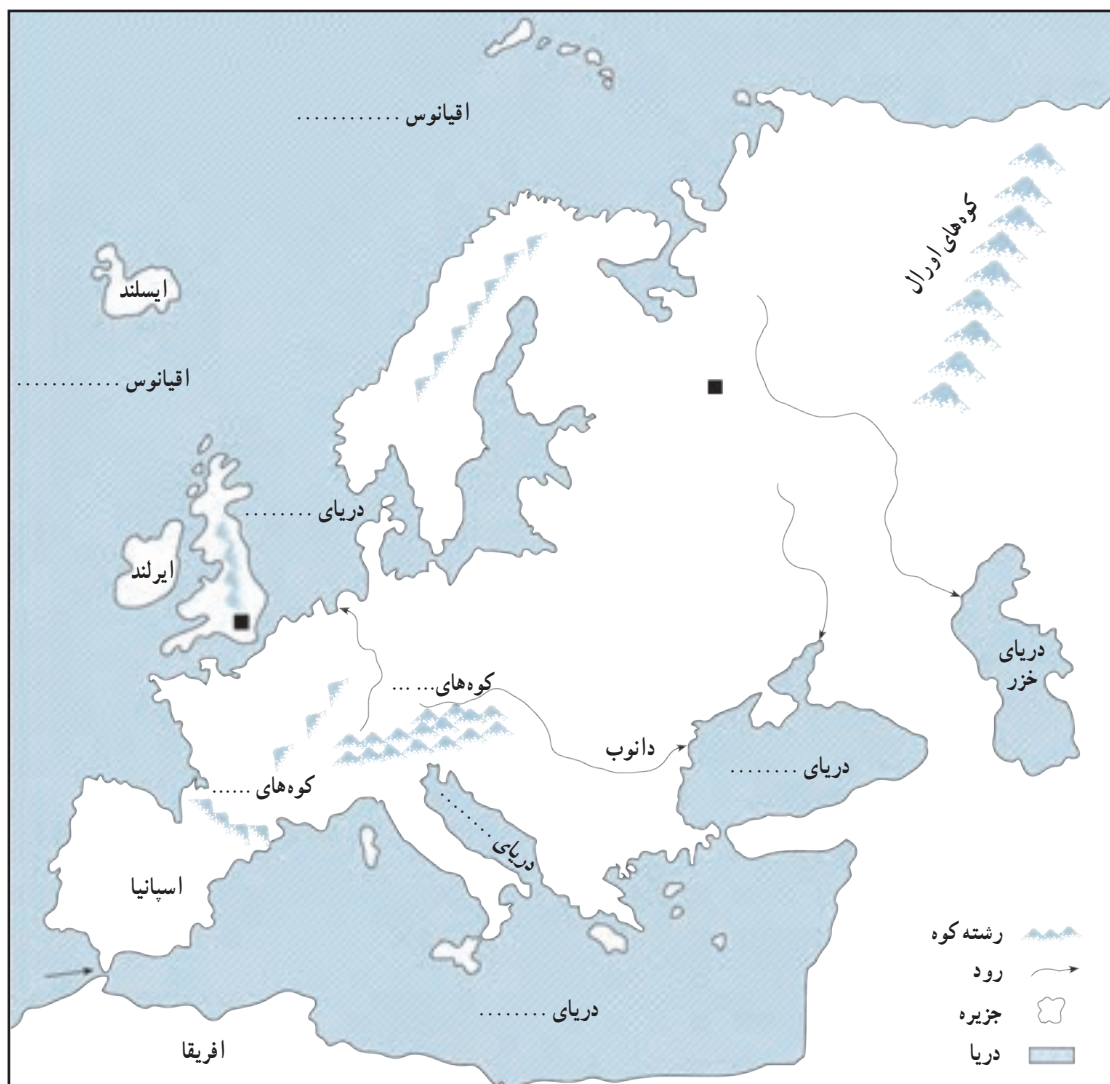 اقیانوس ............
کوه‌های اورال
ایسلند
اقیانوس ............
دریای ........
ایرلند
دریای
خزر
کوه‌های... ...
دانوب
دریای ........
کوه‌های ......
دریای ........
اسپانیا
رشته کوه
رود
جزیره
دریا
دریای ........
افریقا